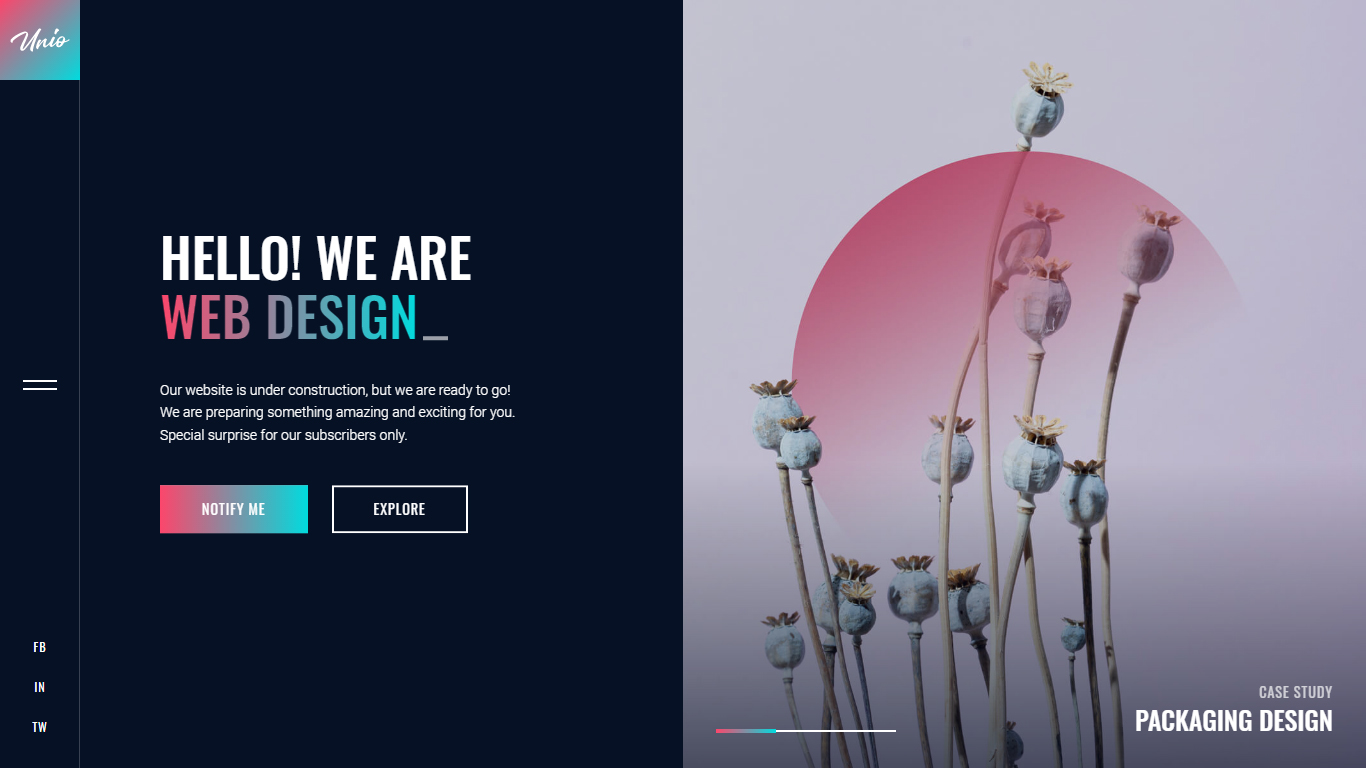 Unio
HELLO! WE ARE
WEB DESIGN_
Our website is under construction, but we are ready to go!
We are preparing something amazing and exciting for you.
Special surprise for our subscribers only.
NOTIFY ME
EXPLORE
FB
IN
TW
CASE STUDY
PACKAGING DESIGN